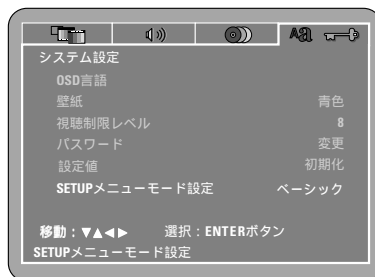 Aa
システム設定
OSD言語
壁紙 青色
視聴制限レベル 8
パスワード 変更
設定値 初期化
SETUPメニューモード設定 ベーシック
移動：▼▲◀▶ 選択：ENTERボタン
SETUPメニューモード設定